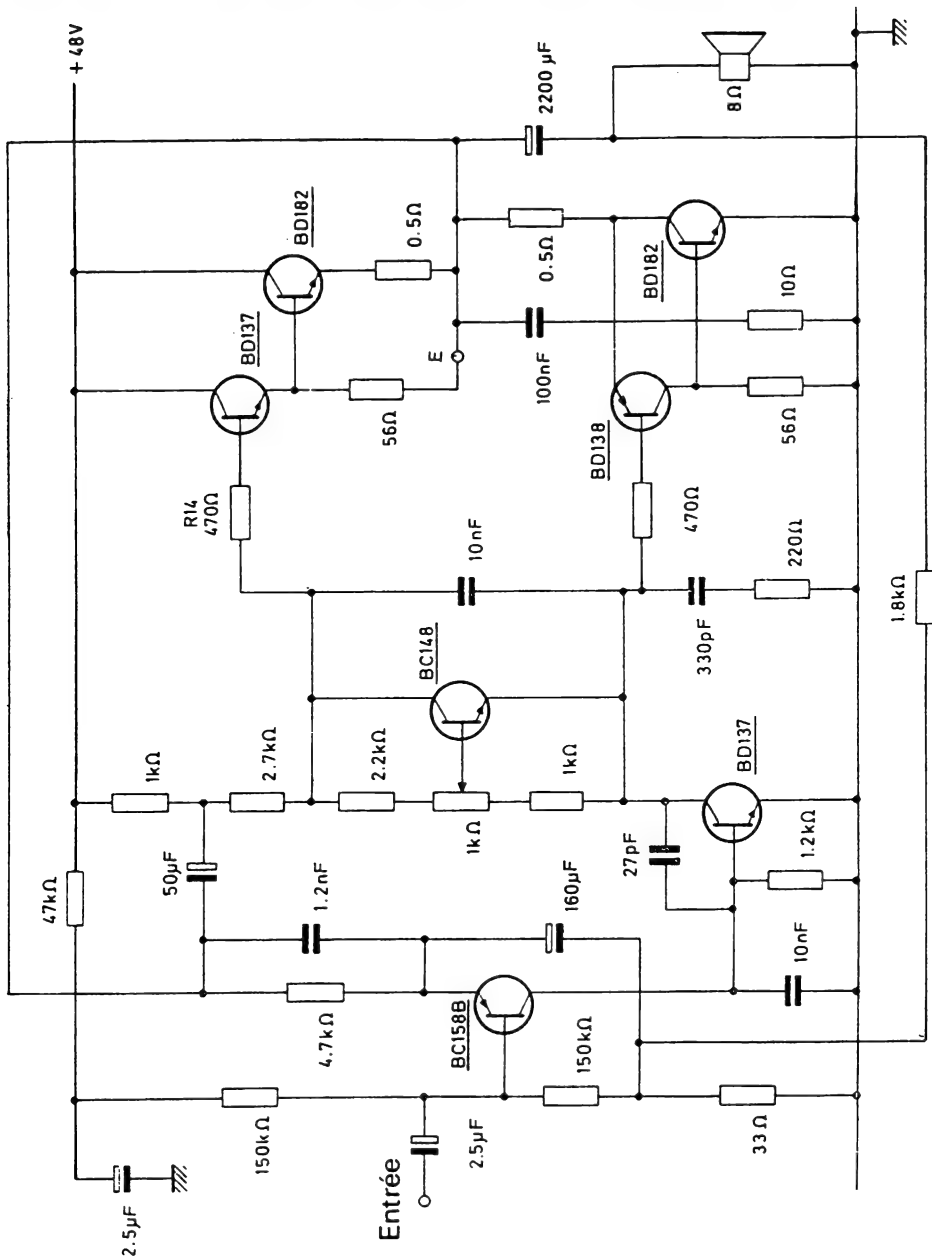 + 48V
47kΩ
1kΩ
2.5µF
50µF
2.7kΩ
R14
470Ω
BD137
BD182
56Ω
0.5Ω
E
2200 µF
150kΩ
4.7kΩ
1.2nF
2.2kΩ
1kΩ
BC148
10nF
100nF
0.5Ω
Entrée
2.5µF
BC158B
160µF
1kΩ
470Ω
BD138
BD182
8Ω
150kΩ
27pF
BD137
330pF
220Ω
56Ω
10Ω
33Ω
10nF
1.2kΩ
1.8kΩ